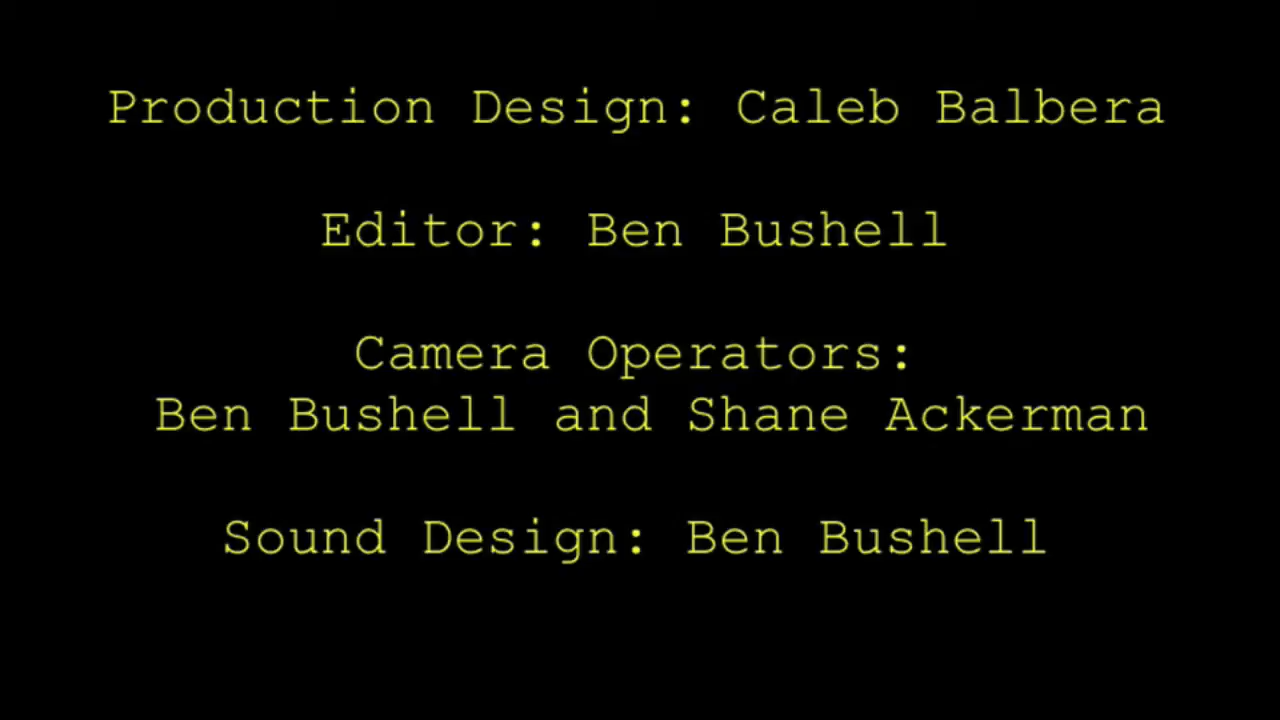 Production Design: Caleb Balbera
Editor: Ben Bushell
Camera Operators:
Ben Bushell and Shane Ackerman
Sound Design: Ben Bushell